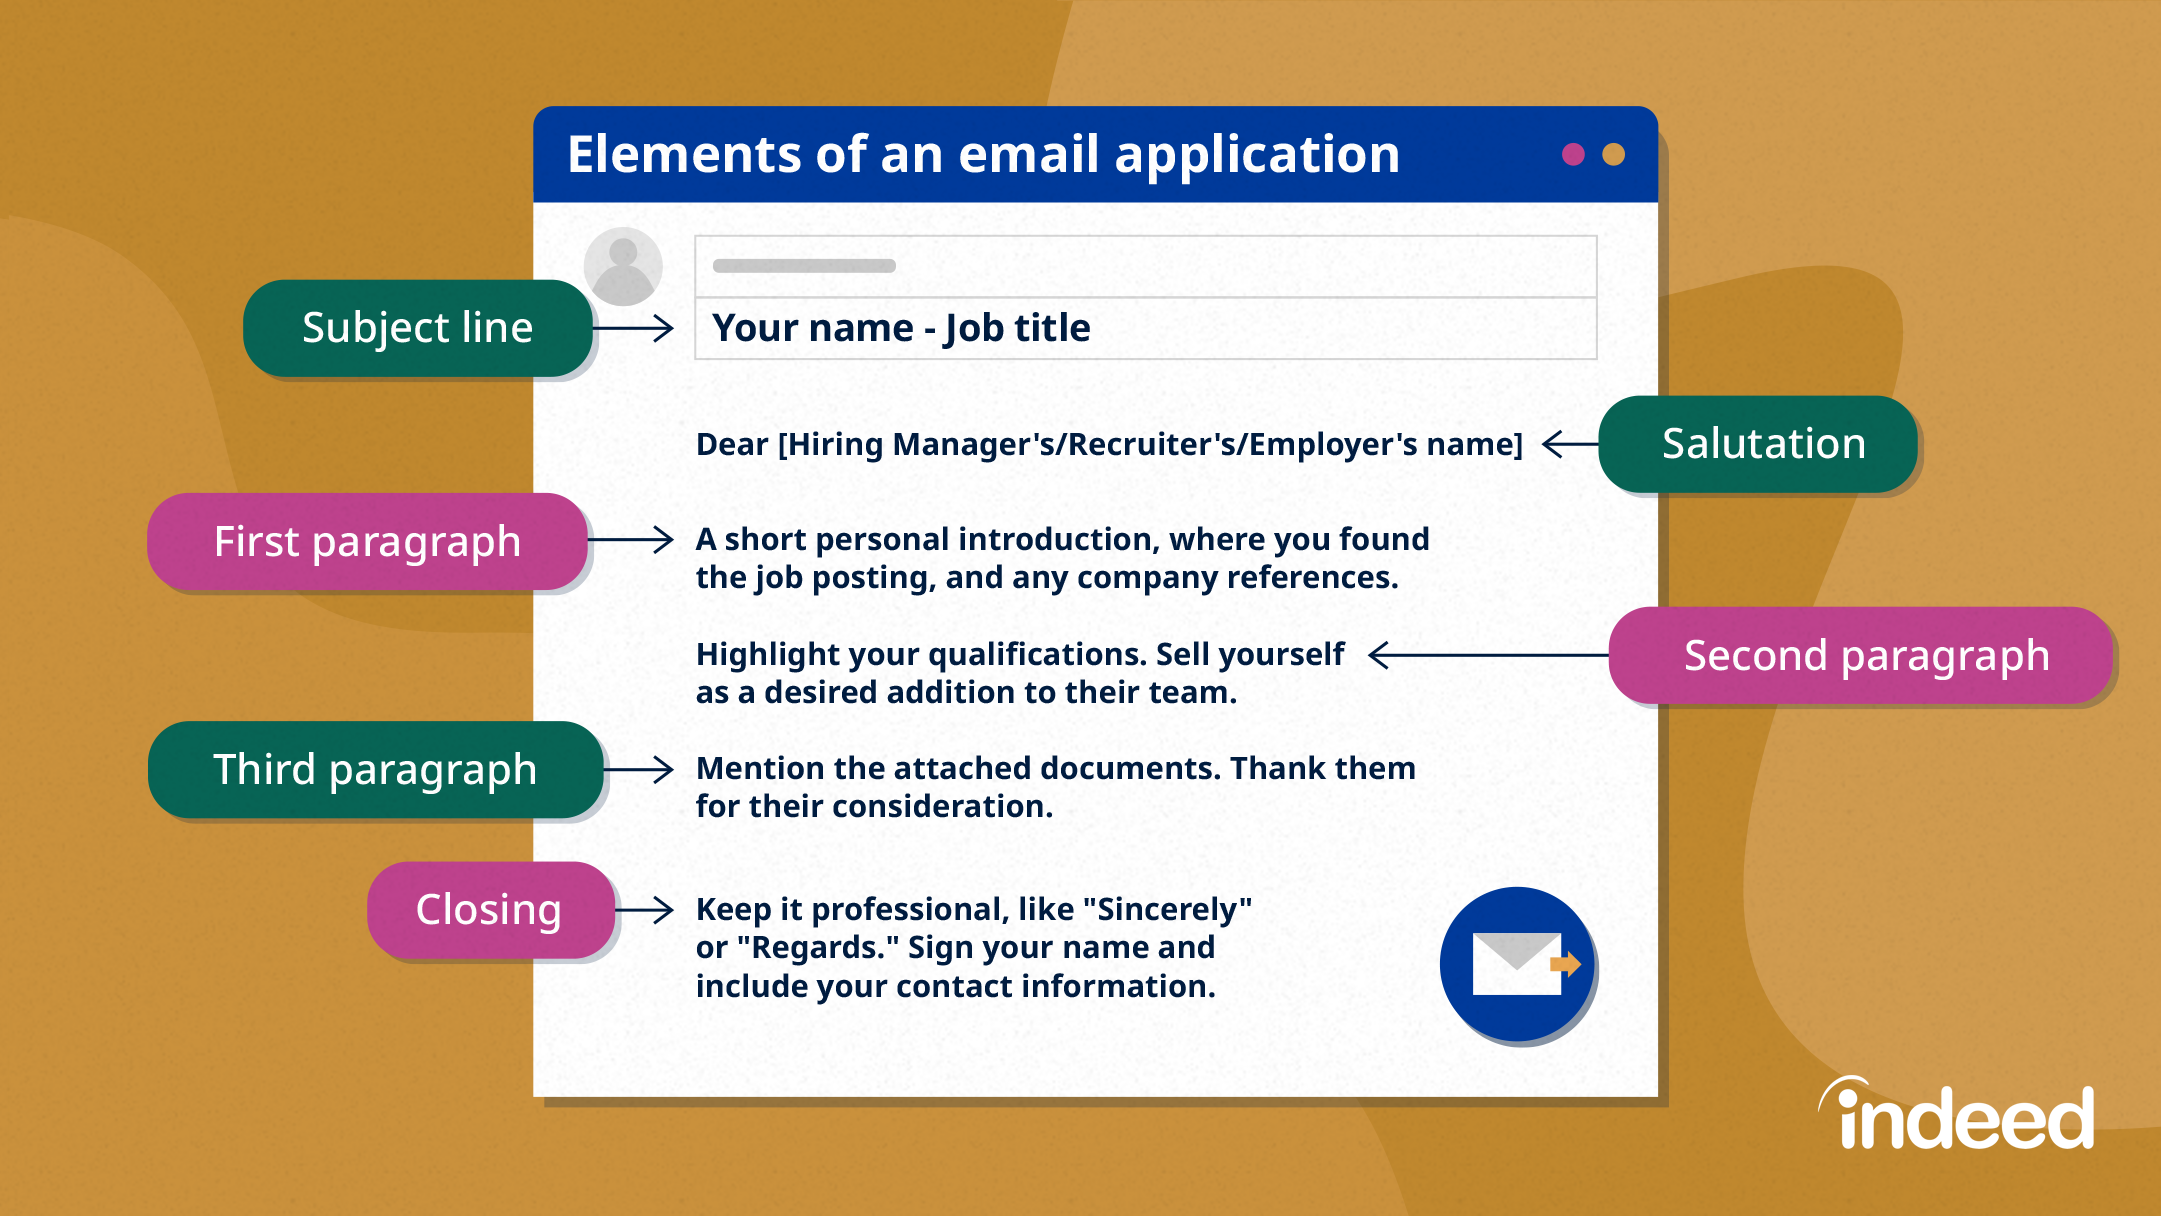 Elements of an email application
Subject line
Your name - Job title
Dear [Hiring Manager's/Recruiter's/Employer's name]
Salutation
First paragraph
A short personal introduction, where you found
the job posting, and any company references.
Highlight your qualifications. Sell yourself
as a desired addition to their team.
Second paragraph
Third paragraph
Mention the attached documents. Thank them
for their consideration.
Closing
Keep it professional, like "Sincerely"
or "Regards." Sign your name and
include your contact information.
indeed